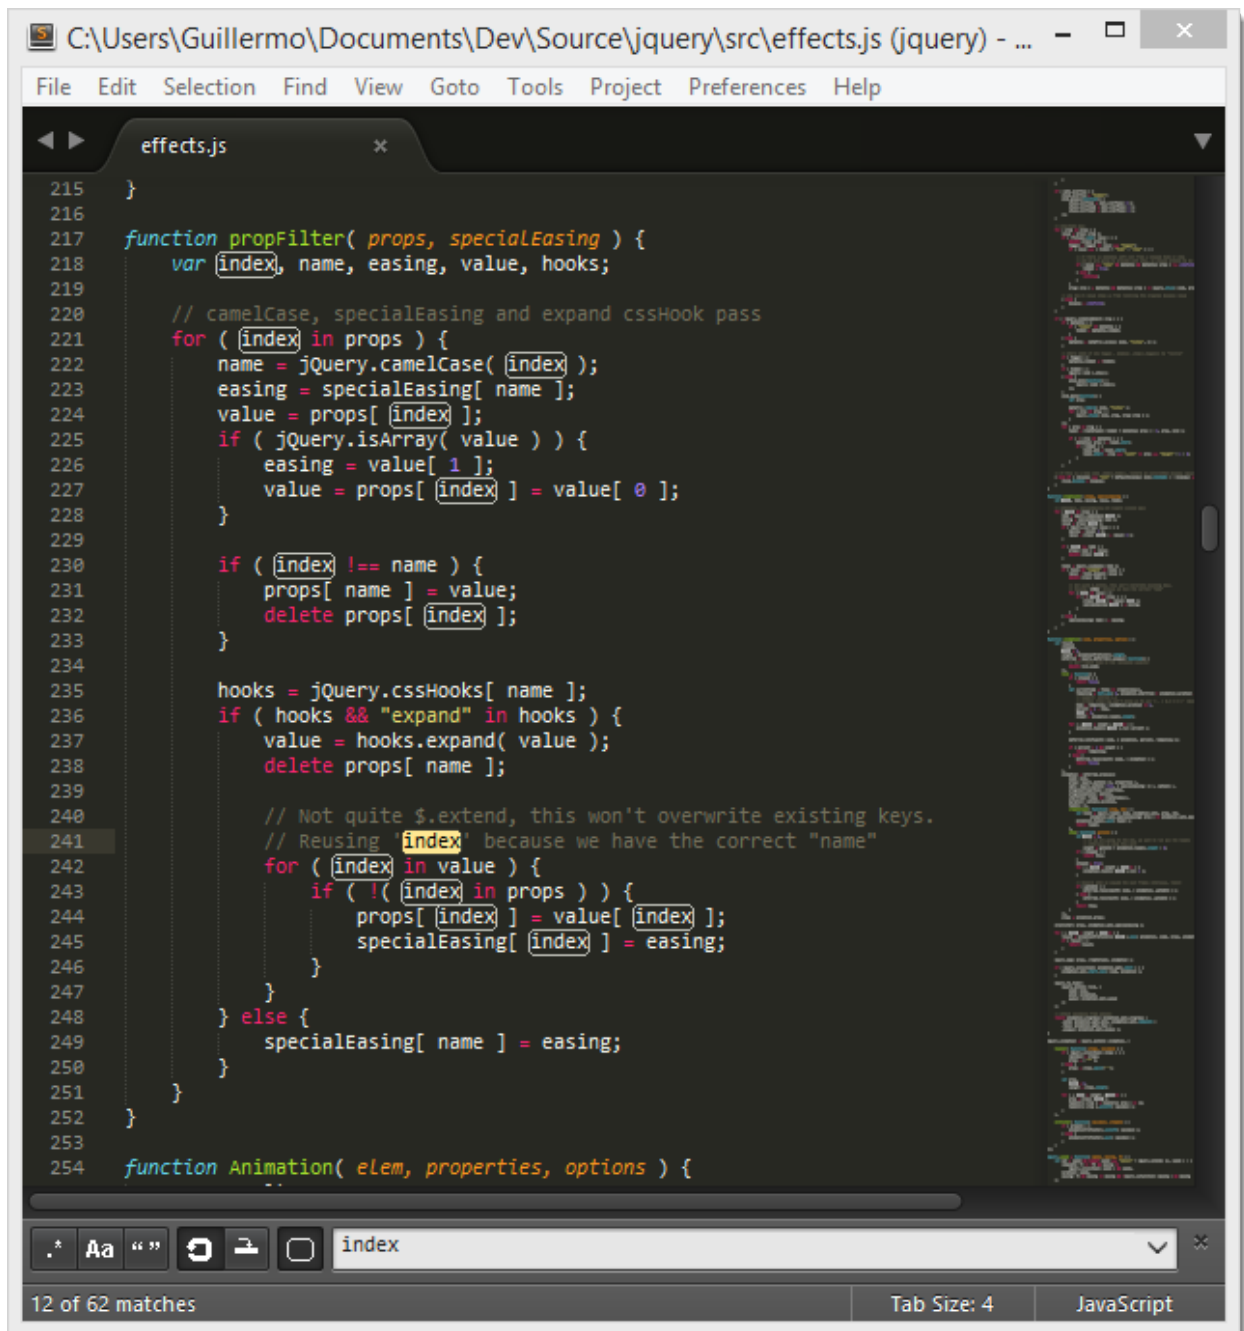 C:\Users\Guillermo\Documents\Dev\Source\jquery\src\effects.js (jquery) - ...
File Edit Selection Find View Goto Tools Project Preferences Help
effects.js
215 }
216
217 function propFilter( props, specialEasing ) {
218 var index, name, easing, value, hooks;
219
220 // camelCase, specialEasing and expand cssHook pass
221 for ( index in props ) {
222 name = jQuery.camelCase( index );
223 easing = specialEasing[ name ];
224 value = props[ index ];
225 if ( jQuery.isArray( value ) ) {
226 easing = value[ 1 ];
227 value = props[ index ] = value[ 0 ];
228 }
229
230 if ( index !== name ) {
231 props[ name ] = value;
232 delete props[ index ];
233 }
234
235 hooks = jQuery.cssHooks[ name ];
236 if ( hooks && "expand" in hooks ) {
237 value = hooks.expand( value );
238 delete props[ name ];
239
240 // Not quite $.extend, this won't overwrite existing keys.
241 // Reusing 'index' because we have the correct "name"
242 for ( index in value ) {
243 if ( !( index in props ) ) {
244 props[ index ] = value[ index ];
245 specialEasing[ index ] = easing;
246 }
247 }
248 } else {
249 specialEasing[ name ] = easing;
250 }
251 }
252 }
253
254 function Animation( elem, properties, options ) {
.* Aa “” index
12 of 62 matches Tab Size: 4 JavaScript